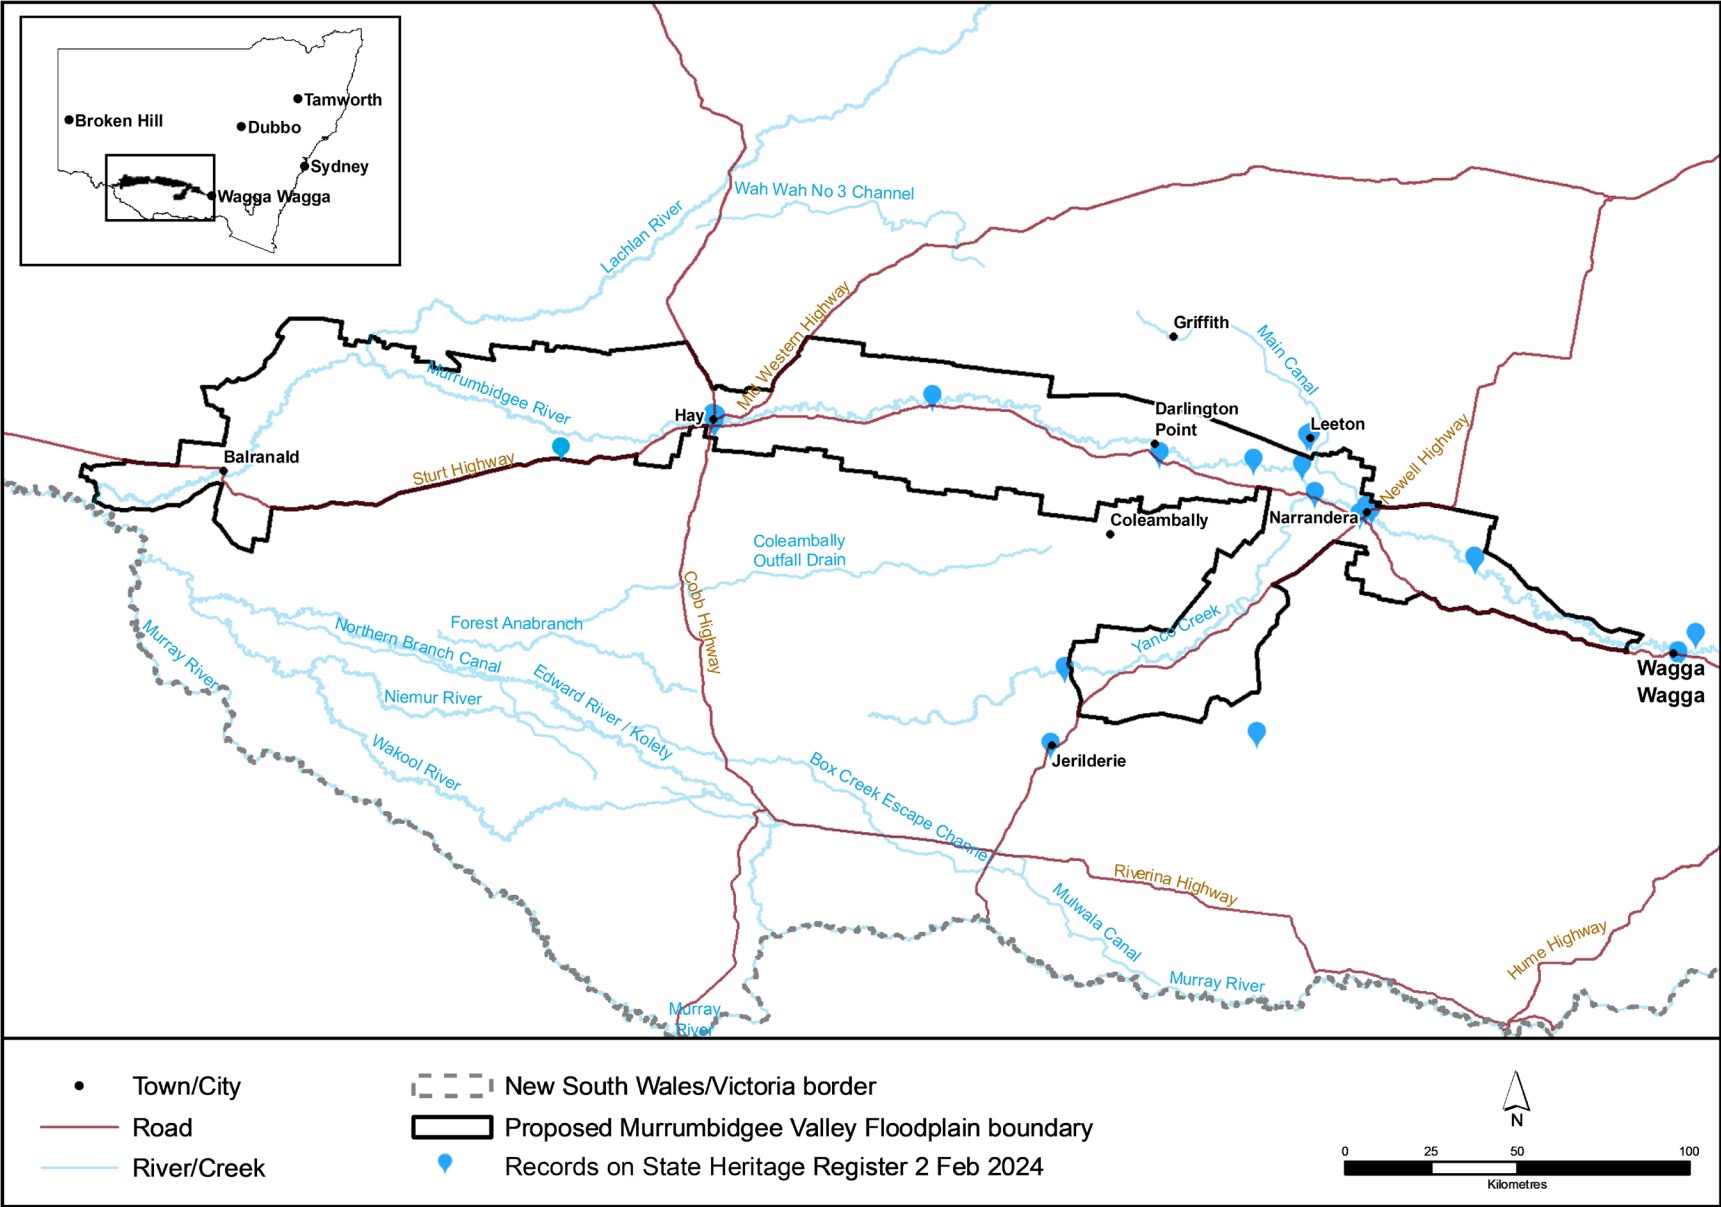 Tamworth
Broken Hill
Dubbo
Sydney
Wagga Wagga
Wah Wah No 3 Channel
Lachlan River
Mid Western Highway
Griffith
Main Canal
Murrumbidgee River
Hay
Darlington
Point
Leeton
Newell Highway
Balranald
Sturt Highway
Coleambally
Narrandera
Coleambally
Outfall Drain
Cobb Highway
Forest Anabranch
Northern Branch Canal
Yanco Creek
Murray River
Edward River / Kolety
Niemur River
Wagga
Wagga
Wakool River
Jerilderie
Box Creek Escape Channel
Riverina Highway
Mulwala Canal
Hume Highway
Murray River
Murray
River
Town/City
Road
River/Creek
New South Wales/Victoria border
Proposed Murrumbidgee Valley Floodplain boundary
Records on State Heritage Register 2 Feb 2024
N
0 25 50 100
Kilometres